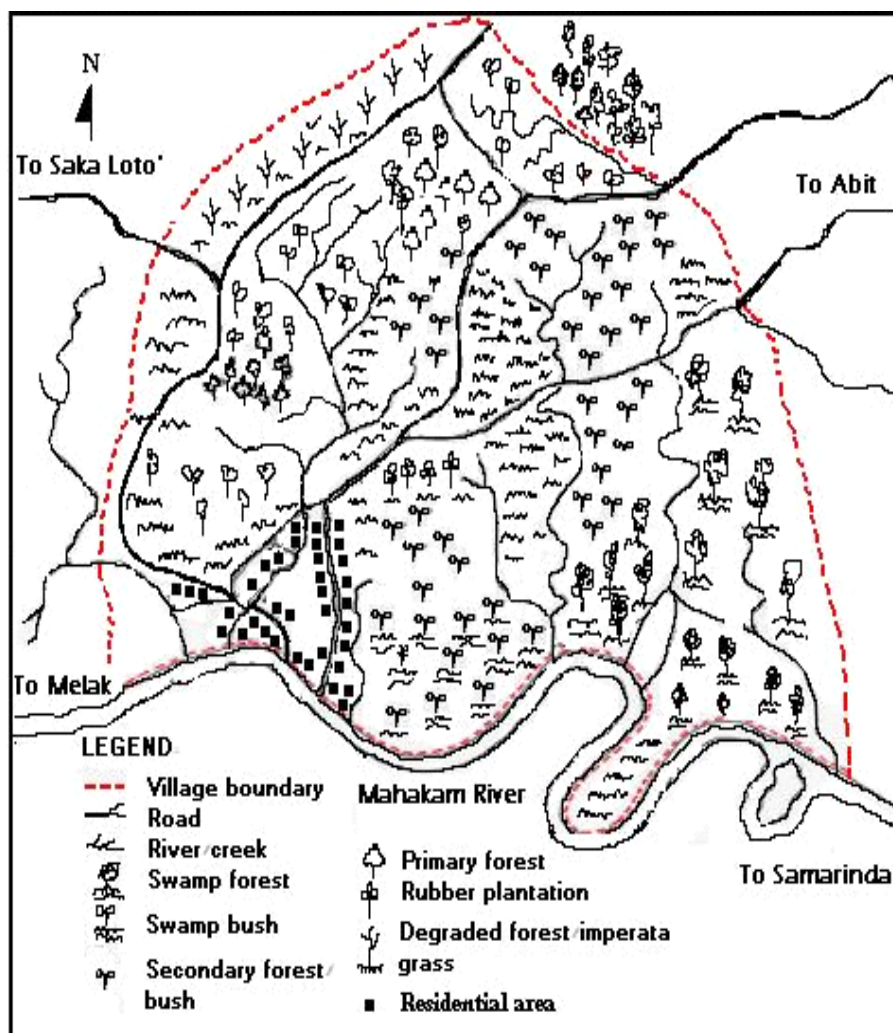 N
To Saka Loto'
To Abit
To Melak
LEGEND
Village boundary
Road
River/creek
Swamp forest
Swamp bush
Secondary forest/
bush
Mahakam River
Primary forest
Rubber plantation
Degraded forest/imperata
grass
Residential area
To Samarinda